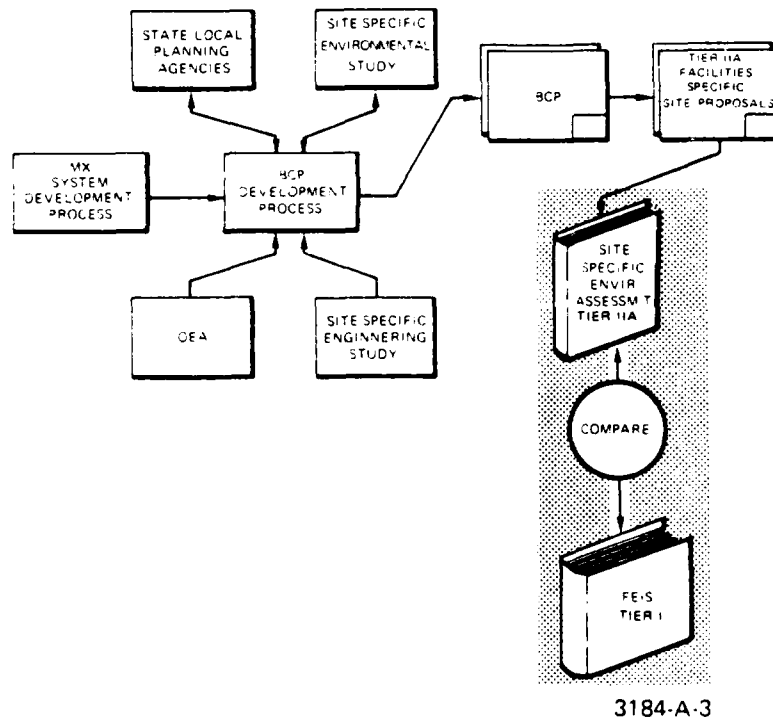 STATE LOCAL
PLANNING
AGENCIES
SITE SPECIFIC
ENVIRONMENTAL
STUDY
BCP
TIER IIA
FACILITIES
SPECIFIC
SITE PROPOSALS
MX
SYSTEM
DEVELOPMENT
PROCESS
BCP
DEVELOPMENT
PROCESS
OEA
SITE SPECIFIC
ENGINNERING
STUDY
SITE
SPECIFIC
ENVIR
ASSESSM'T
TIER IIA
COMPARE
FEIS
TIER I
3184-A-3